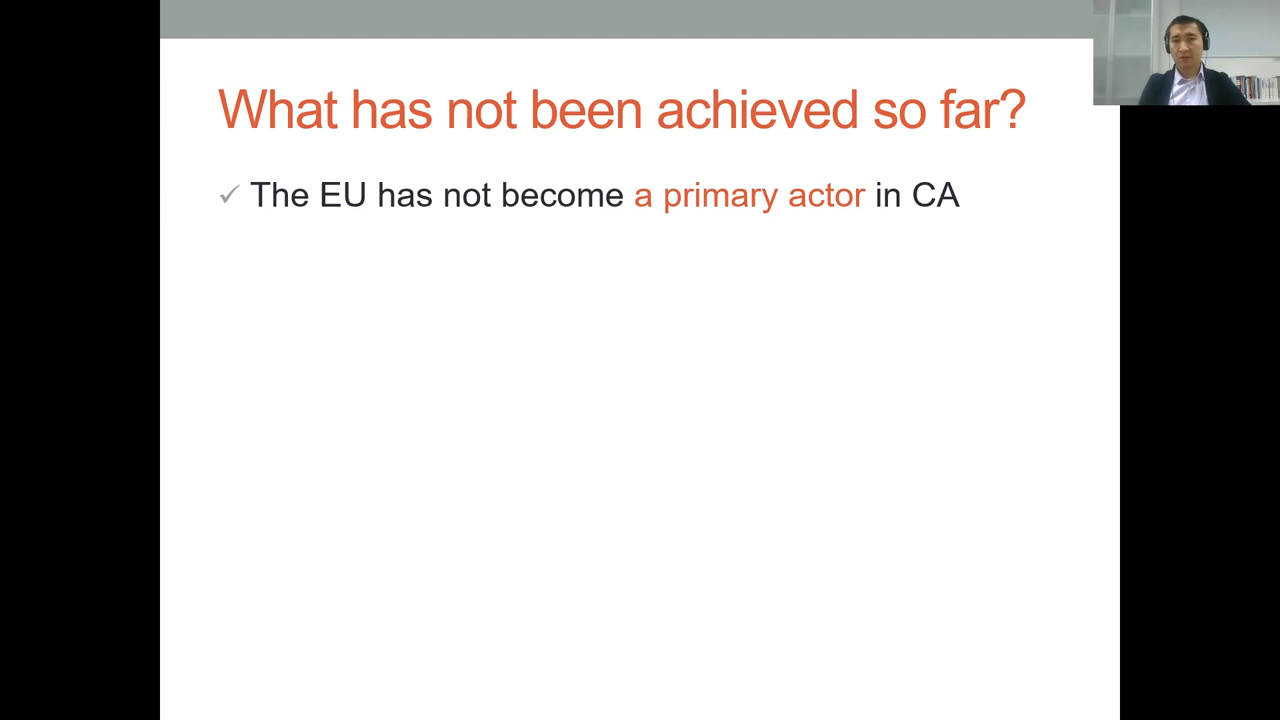 What has not been achieved so far?
✓ The EU has not become a primary actor in CA